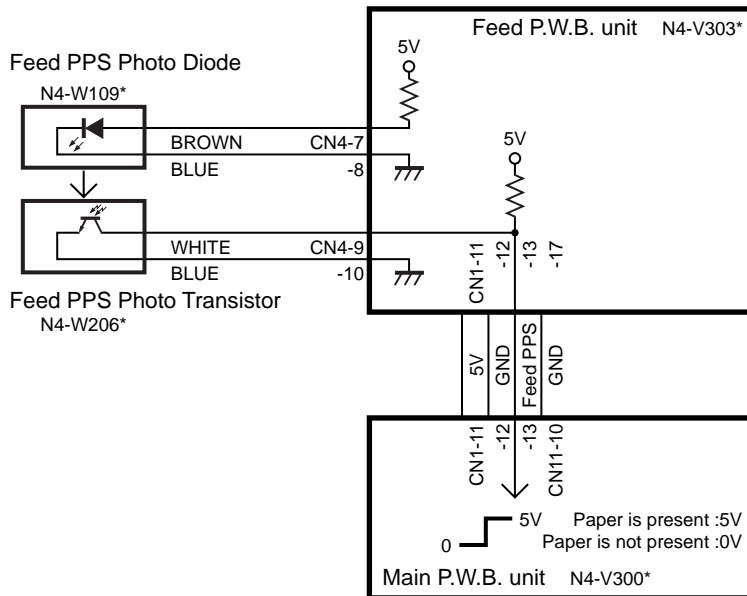 Feed P.W.B. unit N4-V303*
5V
Feed PPS Photo Diode
N4-W109*
5V
BROWN CN4-7
BLUE -8
WHITE CN4-9
BLUE -10
CN1-11
-12
-13
-17
Feed PPS Photo Transistor
N4-W206*
5V
GND
Feed PPS
GND
CN1-11
-12
-13
CN11-10
5V
0
Paper is present :5V
Paper is not present :0V
Main P.W.B. unit N4-V300*